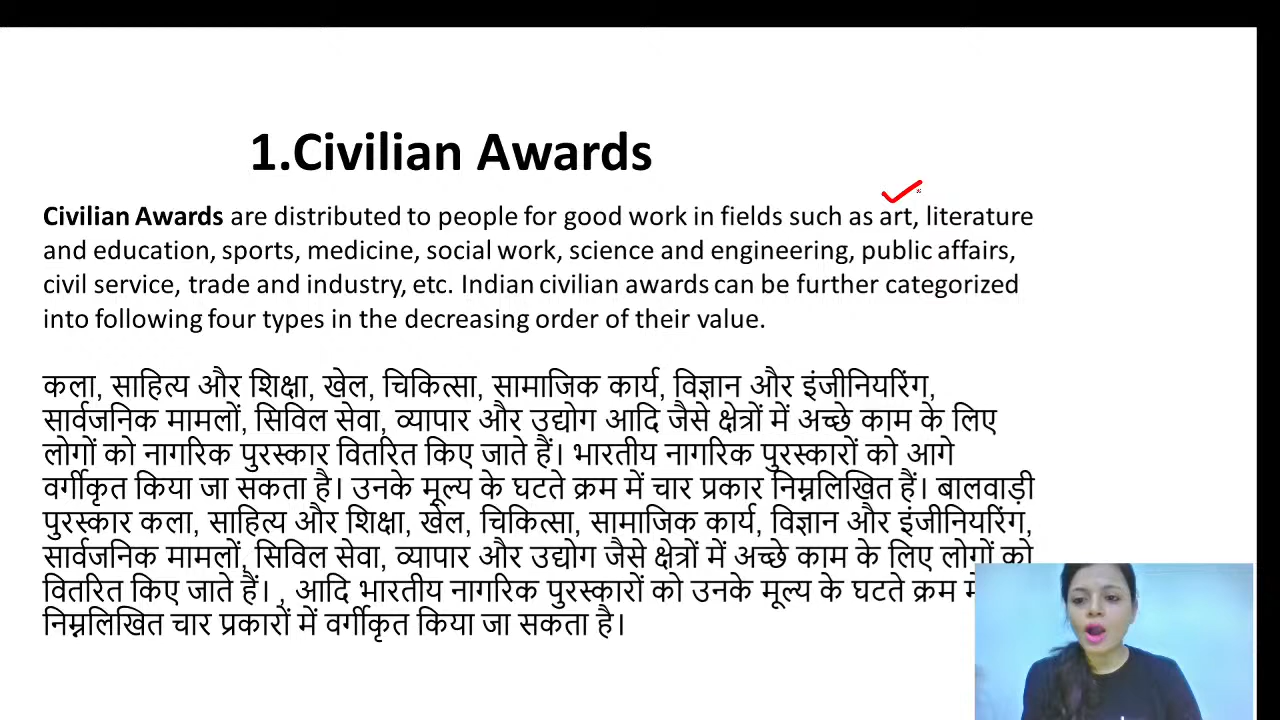 1.Civilian Awards
Civilian Awards are distributed to people for good work in fields such as art, literature
and education, sports, medicine, social work, science and engineering, public affairs,
civil service, trade and industry, etc. Indian civilian awards can be further categorized
into following four types in the decreasing order of their value.
कला, साहित्य और शिक्षा, खेल, चिकित्सा, सामाजिक कार्य, विज्ञान और इंजीनियरिंग,
सार्वजनिक मामलों, सिविल सेवा, व्यापार और उद्योग आदि जैसे क्षेत्रों में अच्छे काम के लिए
लोगों को नागरिक पुरस्कार वितरित किए जाते हैं। भारतीय नागरिक पुरस्कारों को आगे
वर्गीकृत किया जा सकता है। उनके मूल्य के घटते क्रम में चार प्रकार निम्नलिखित हैं। बालवाड़ी
पुरस्कार कला, साहित्य और शिक्षा, खेल, चिकित्सा, सामाजिक कार्य, विज्ञान और इंजीनियरिंग,
सार्वजनिक मामलों, सिविल सेवा, व्यापार और उद्योग जैसे क्षेत्रों में अच्छे काम के लिए लोगों को
वितरित किए जाते हैं। , आदि भारतीय नागरिक पुरस्कारों को उनके मूल्य के घटते क्रम
निम्नलिखित चार प्रकारों में वर्गीकृत किया जा सकता है।